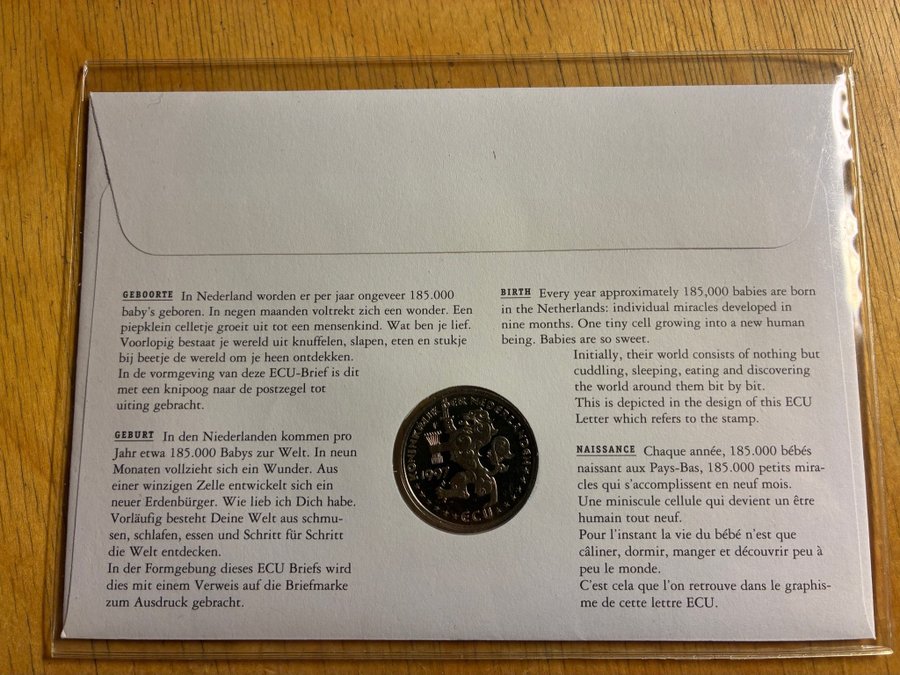 GEBOORTE In Nederland worden er per jaar ongeveer 185.000
baby's geboren. In negen maanden voltrekt zich een wonder. Een
piepklein celletje groeit uit tot een mensenkind. Wat ben je lief.
Voorlopig bestaat je wereld uit knuffelen, slapen, eten en stukje
bij beetje de wereld om je heen ontdekken.
In de vormgeving van deze ECU-Brief is dit
met een knipoog naar de postzegel tot
uiting gebracht.
GEBURT In den Niederlanden kommen pro
Jahr etwa 185.000 Babys zur Welt. In neun
Monaten vollzieht sich ein Wunder. Aus
einer winzigen Zelle entwickelt sich ein
neuer Erdenbürger. Wie lieb ich Dich habe.
Vorläufig besteht Deine Welt aus schmu-
sen, schlafen, essen und Schritt für Schritt
die Welt entdecken.
In der Formgebung dieses ECU Briefs wird
dies mit einem Verweis auf die Briefmarke
zum Ausdruck gebracht.
BIRTH Every year approximately 185,000 babies are born
in the Netherlands: individual miracles developed in
nine months. One tiny cell growing into a new human
being. Babies are so sweet.
Initially, their world consists of nothing but
cuddling, sleeping, eating and discovering
the world around them bit by bit.
This is depicted in the design of this ECU
Letter which refers to the stamp.
NAISSANCE Chaque année, 185.000 bébés
naissant aux Pays-Bas, 185.000 petits mira-
cles qui s'accomplissent en neuf mois.
Une miniscule cellule qui devient un être
humain tout neuf.
Pour l'instant la vie du bébé n'est que
câliner, dormir, manger et découvrir peu à
peu le monde.
C'est cela que l'on retrouve dans le graphis-
me de cette lettre ECU.
KONINKRIJK DER NEDERLANDEN
ECU